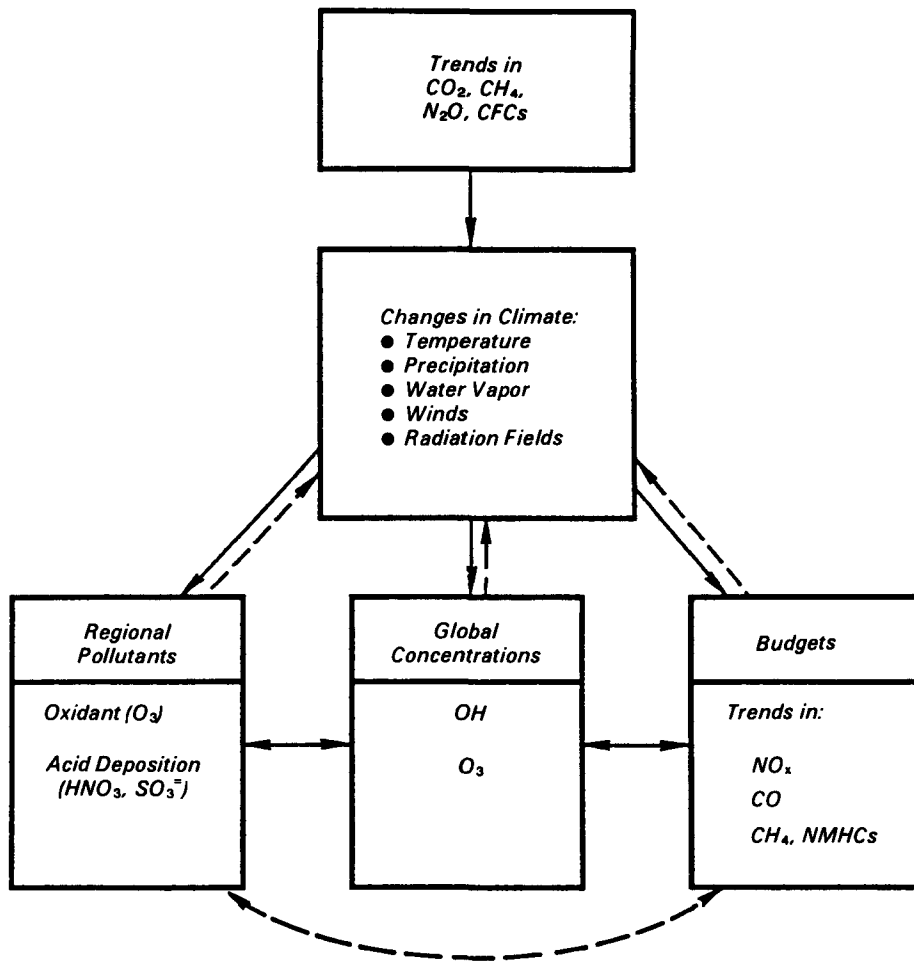 Trends in
CO₂, CH₄,
N₂O, CFCs
Changes in Climate:
● Temperature
● Precipitation
● Water Vapor
● Winds
● Radiation Fields
Regional
Pollutants
Oxidant (O₃)
Acid Deposition
(HNO₃, SO₃⁼)
Global
Concentrations
OH
O₃
Budgets
Trends in:
NOₓ
CO
CH₄, NMHCs